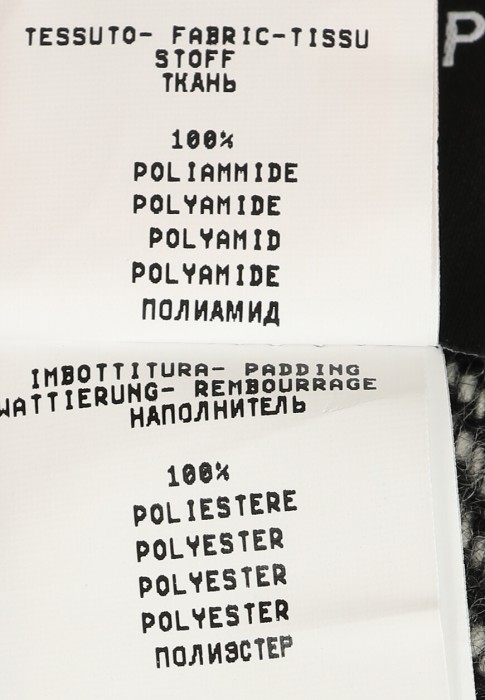 TESSUTO- FABRIC-TISSU
STOFF
ТКАНЬ
100%
POLIAMMIDE
POLYAMIDE
POLYAMID
POLYAMIDE
ПОЛИАМИД
P
IMBOTTITURA- PADDING
WATTIERUNG- REMBOURRAGE
НАПОЛНИТЕЛЬ
100%
POLIESTERE
POLYESTER
POLYESTER
POLYESTER
ПОЛИЭСТЕР